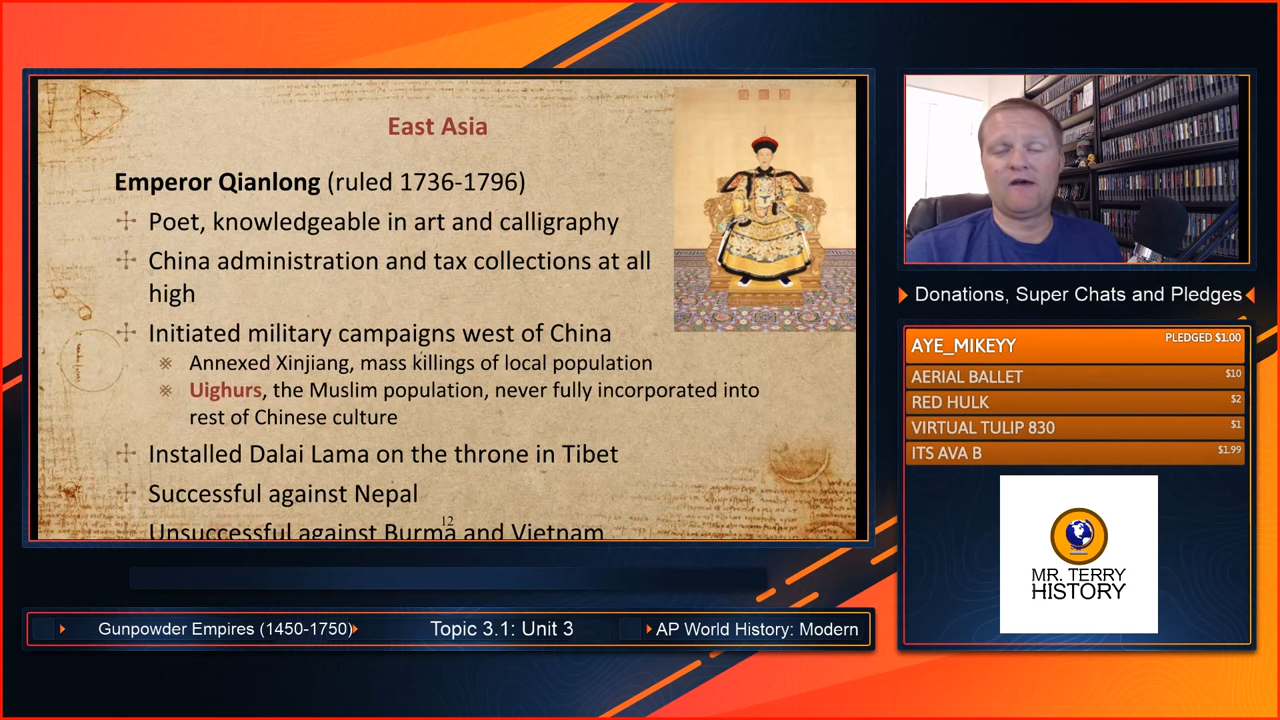 East Asia
Emperor Qianlong (ruled 1736-1796)
Poet, knowledgeable in art and calligraphy
China administration and tax collections at all
high
Initiated military campaigns west of China
Annexed Xinjiang, mass killings of local population
Uighurs, the Muslim population, never fully incorporated into
rest of Chinese culture
Installed Dalai Lama on the throne in Tibet
Successful against Nepal
12
Unsuccessful against Burma and Vietnam
Donations, Super Chats and Pledges
AYE_MIKEYY PLEDGED $1.00
AERIAL BALLET $10
RED HULK $2
VIRTUAL TULIP 830 $1
ITS AVA B $1.99
MR. TERRY
HISTORY
Gunpowder Empires (1450-1750) Topic 3.1: Unit 3 AP World History: Modern